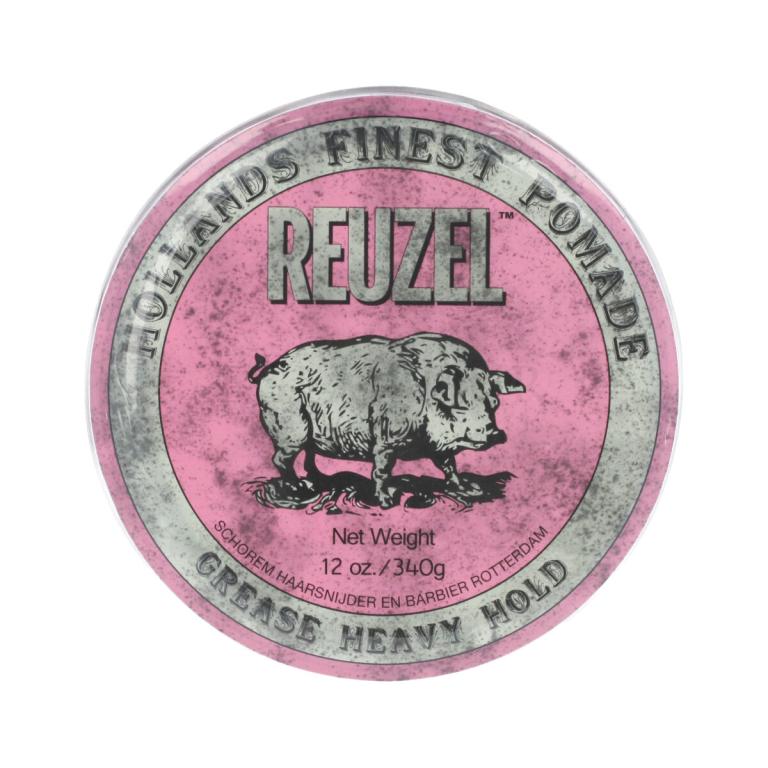 HOLLANDS FINEST POMADE
REUZEL™
Net Weight
12 oz./340g
SCHOREM HAARSNIJDER EN BARBIER ROTTERDAM
GREASE HEAVY HOLD